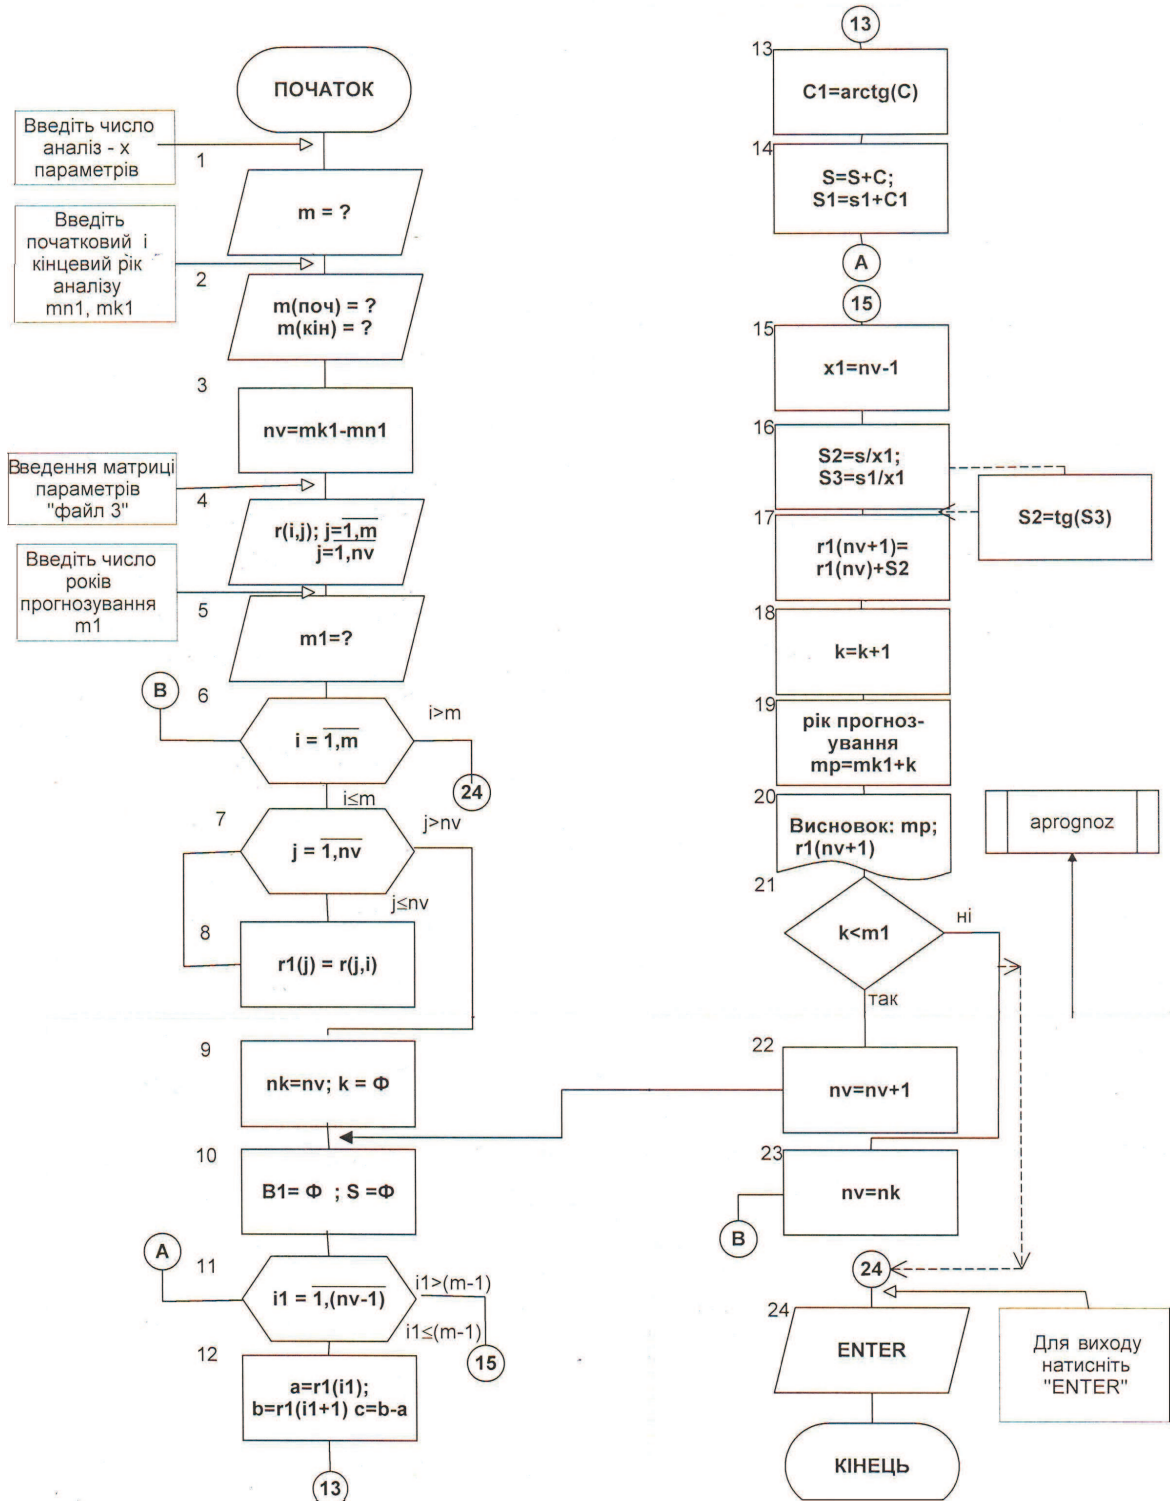 ПОЧАТОК
Введіть число
аналіз - х
параметрів
1
m = ?
Введіть
початковий і
кінцевий рік
аналізу
mn1, mk1
2
m(поч) = ?
m(кін) = ?
3
nv=mk1-mn1
Введення матриці
параметрів
"файл 3"
4
r(i,j); j=1,m
j=1,nv
Введіть число
років
прогнозування
m1
5
m1=?
B
6
i = 1,m
i>m
24
i≤m
7
j = 1,nv
j>nv
j≤nv
8
r1(j) = r(j,i)
9
nk=nv; k = Ф
10
B1= Ф ; S =Ф
A
11
i1 = 1,(nv-1)
i1>(m-1)
i1≤(m-1)
15
12
a=r1(i1);
b=r1(i1+1) c=b-a
13
13
13
C1=arctg(C)
14
S=S+C;
S1=s1+C1
A
15
15
x1=nv-1
16
S2=s/x1;
S3=s1/x1
S2=tg(S3)
17
r1(nv+1)=
r1(nv)+S2
18
k=k+1
19
рік прогноз-
ування
mp=mk1+k
20
Висновок: mp;
r1(nv+1)
aprognoz
21
k<m1
ні
так
22
nv=nv+1
23
nv=nk
B
24
24
ENTER
Для виходу
натисніть
"ENTER"
КІНЕЦЬ